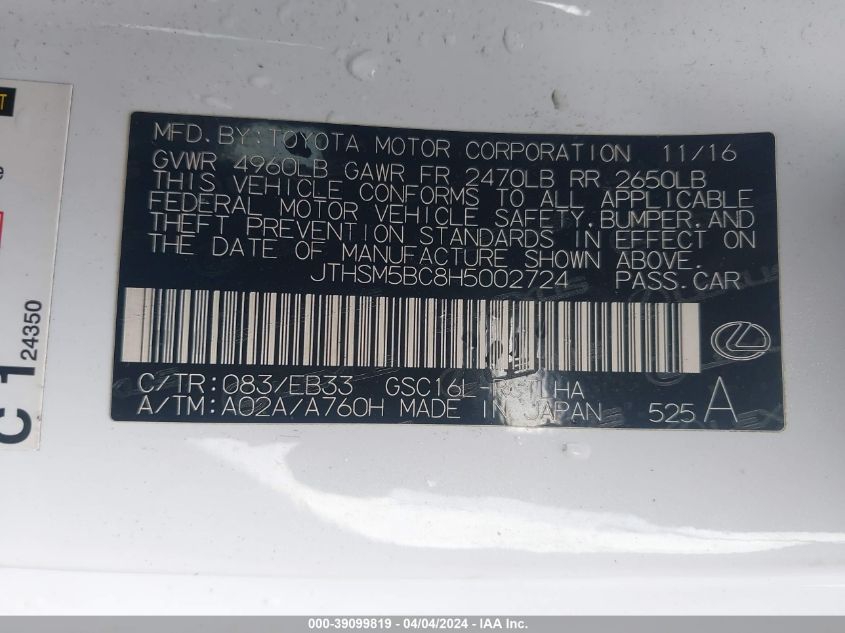 MFD. BY: TOYOTA MOTOR CORPORATION 11/16
GVWR 4960LB GAWR FR 2470LB RR 2650LB
THIS VEHICLE CONFORMS TO ALL APPLICABLE
FEDERAL MOTOR VEHICLE SAFETY, BUMPER, AND
THEFT PREVENTION STANDARDS IN EFFECT ON
THE DATE OF MANUFACTURE SHOWN ABOVE.
JTHSM5BC8H5002724 PASS. CAR
C/TR: 083/EB33 GSC16L- LHA
A/TM: A02A/A760H MADE IN JAPAN 525 A
C 1
24350
000-39099819 - 04/04/2024 - IAA Inc.